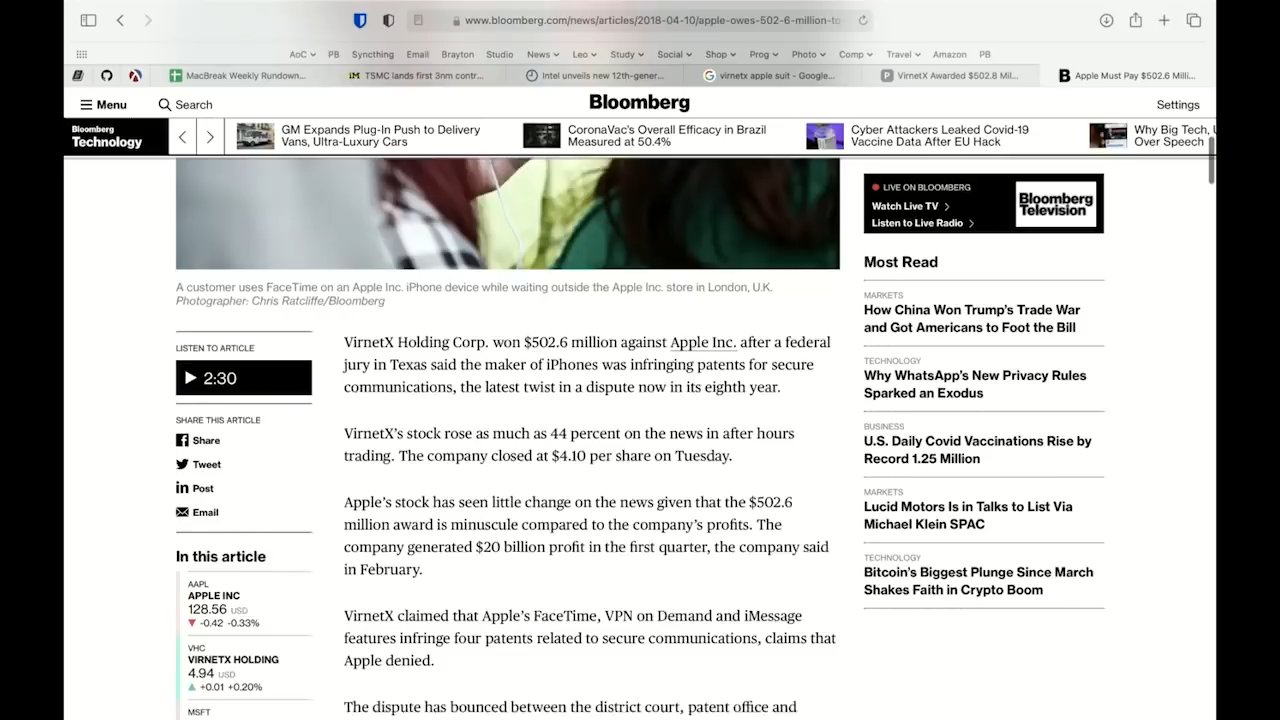 www.bloomberg.com/news/articles/2018-04-10/apple-owes-502-6-million-to
AoC PB Syncthing Email Brayton Studio News Leo Study Social Shop Prog Photo Comp Travel Amazon PB
MacBreak Weekly Rundown... TSMC lands first 3nm contr... Intel unveils new 12th-gener... virnetx apple suit - Google... VirnetX Awarded $502.8 Mil... Apple Must Pay $502.6 Milli...
Menu Search Bloomberg Settings
Bloomberg
Technology
GM Expands Plug-In Push to Delivery
Vans, Ultra-Luxury Cars
CoronaVac's Overall Efficacy in Brazil
Measured at 50.4%
Cyber Attackers Leaked Covid-19
Vaccine Data After EU Hack
Why Big Tech,
Over Speech
A customer uses FaceTime on an Apple Inc. iPhone device while waiting outside the Apple Inc. store in London, U.K.
Photographer: Chris Ratcliffe/Bloomberg
LISTEN TO ARTICLE
2:30
SHARE THIS ARTICLE
Share
Tweet
Post
Email
In this article
AAPL
APPLE INC
128.56 USD
-0.42 -0.33%
VHC
VIRNETX HOLDING
4.94 USD
+0.01 +0.20%
MSFT
VirnetX Holding Corp. won $502.6 million against Apple Inc. after a federal
jury in Texas said the maker of iPhones was infringing patents for secure
communications, the latest twist in a dispute now in its eighth year.
VirnetX's stock rose as much as 44 percent on the news in after hours
trading. The company closed at $4.10 per share on Tuesday.
Apple's stock has seen little change on the news given that the $502.6
million award is minuscule compared to the company's profits. The
company generated $20 billion profit in the first quarter, the company said
in February.
VirnetX claimed that Apple's FaceTime, VPN on Demand and iMessage
features infringe four patents related to secure communications, claims that
Apple denied.
The dispute has bounced between the district court, patent office and
LIVE ON BLOOMBERG
Watch Live TV
Listen to Live Radio
Bloomberg
Television
Most Read
MARKETS
How China Won Trump's Trade War
and Got Americans to Foot the Bill
TECHNOLOGY
Why WhatsApp's New Privacy Rules
Sparked an Exodus
BUSINESS
U.S. Daily Covid Vaccinations Rise by
Record 1.25 Million
MARKETS
Lucid Motors Is in Talks to List Via
Michael Klein SPAC
TECHNOLOGY
Bitcoin's Biggest Plunge Since March
Shakes Faith in Crypto Boom